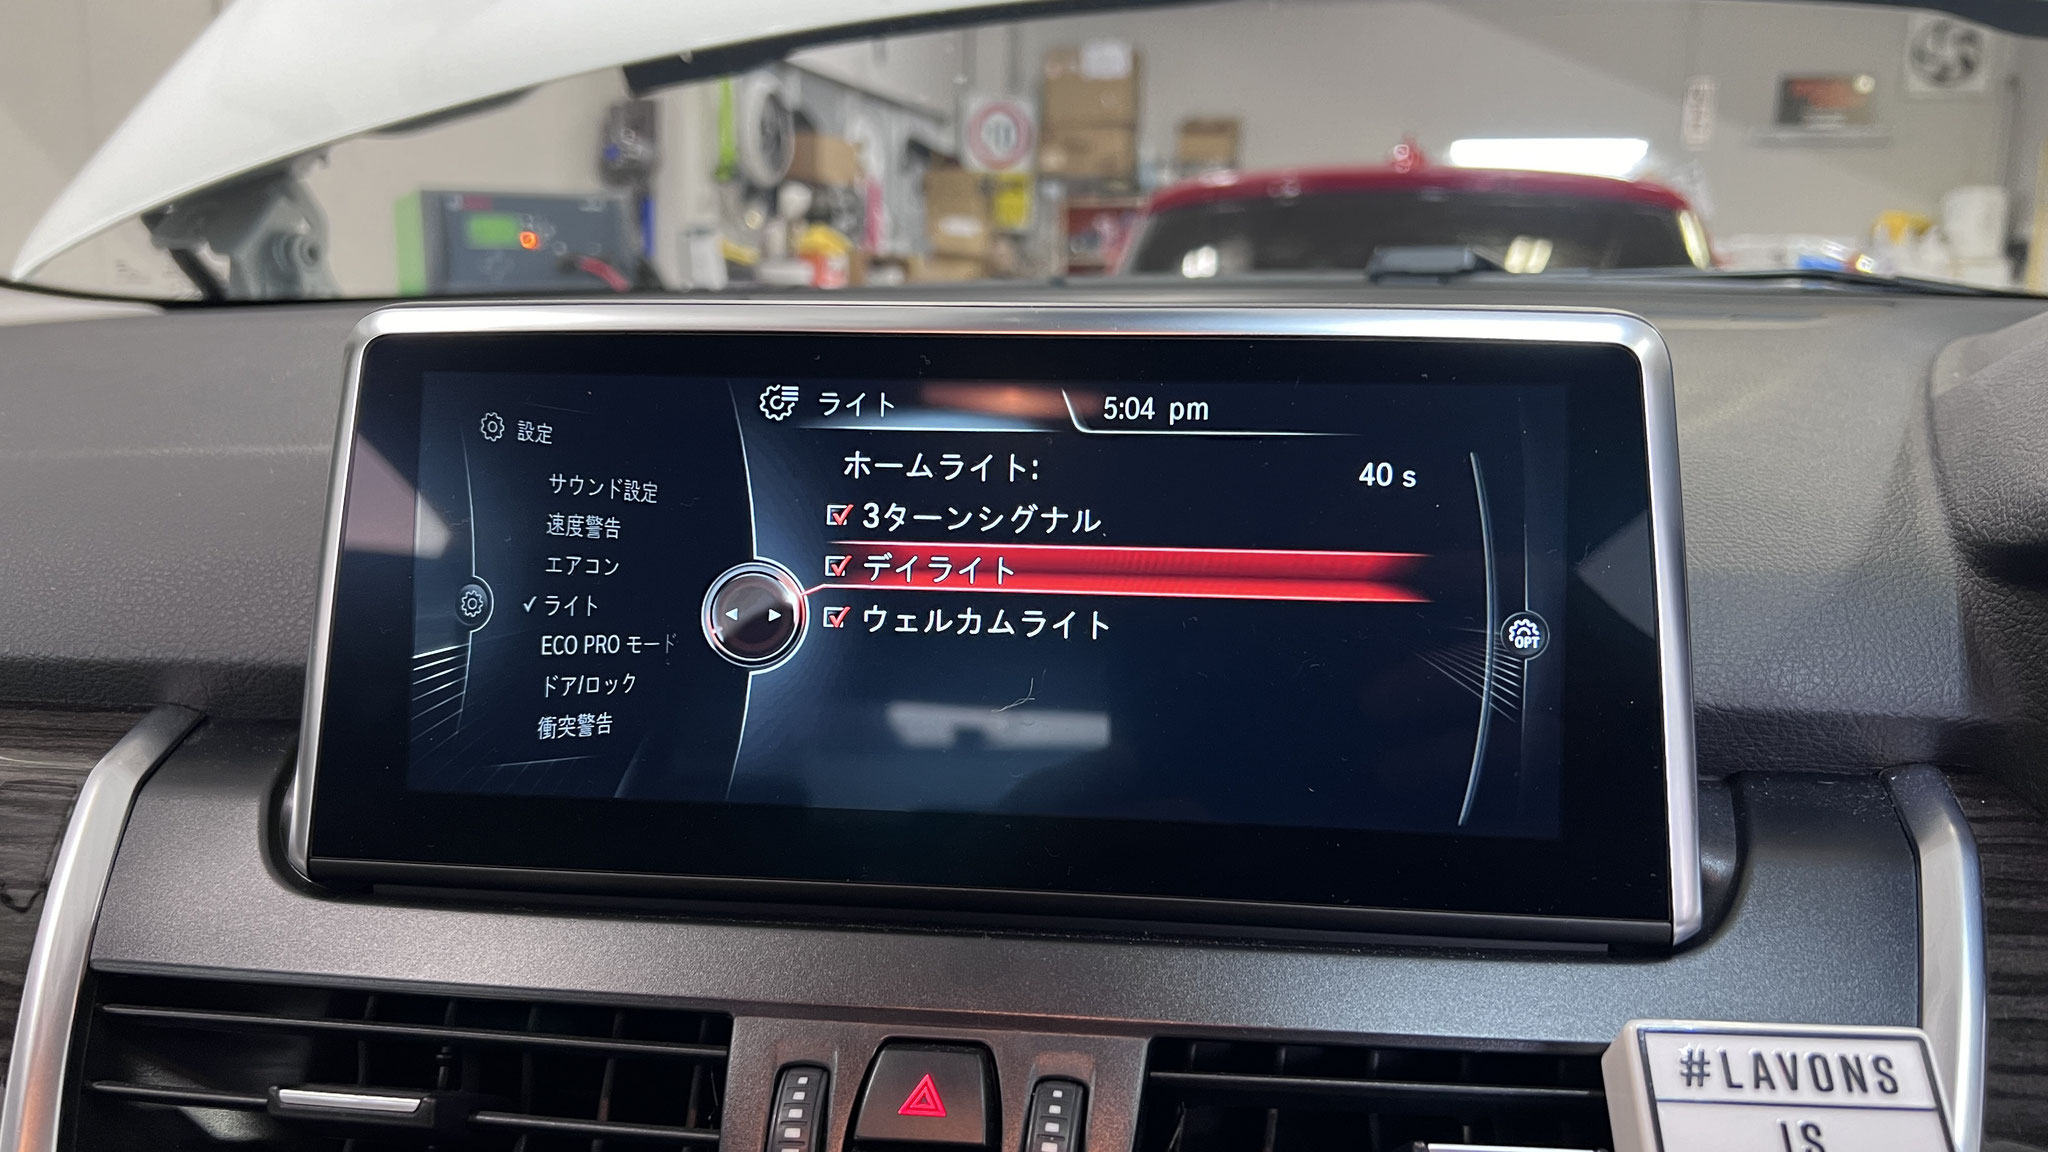 ライト
5:04 pm
設定
サウンド設定
速度警告
エアコン
ライト
ECO PRO モード
ドア/ロック
衝突警告
ホームライト:
40 s
3ターンシグナル
デイライト
ウェルカムライト
OPT
#LAVONS
IS